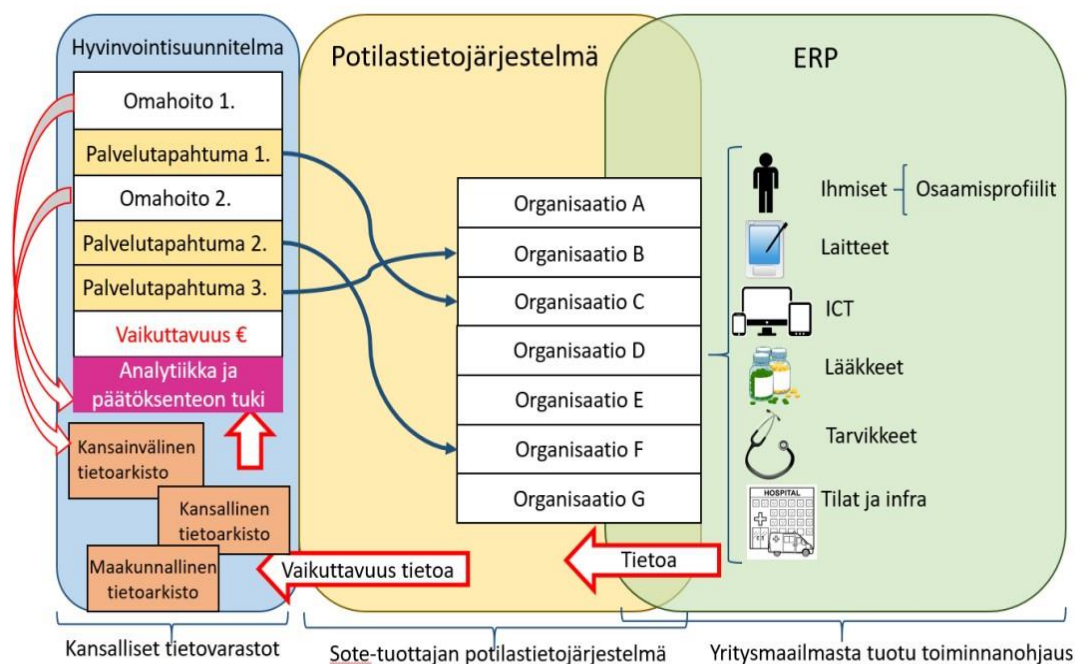 Hyvinvointisuunnitelma
Omahoito 1.
Palvelutapahtuma 1.
Omahoito 2.
Palvelutapahtuma 2.
Palvelutapahtuma 3.
Vaikuttavuus €
Analytiikka ja
päätöksenteon tuki
Kansainvälinen
tietoarkisto
Kansallinen
tietoarkisto
Maakunnallinen
tietoarkisto
Kansalliset tietovarastot
Potilastietojärjestelmä
Organisaatio A
Organisaatio B
Organisaatio C
Organisaatio D
Organisaatio E
Organisaatio F
Organisaatio G
Vaikuttavuus tietoa
Tietoa
Sote-tuottajan potilastietojärjestelmä
ERP
Ihmiset
Osaamisprofiilit
Laitteet
ICT
Lääkkeet
Tarvikkeet
HOSPITAL
Tilat ja infra
Yritysmaailmasta tuotu toiminnanohjaus